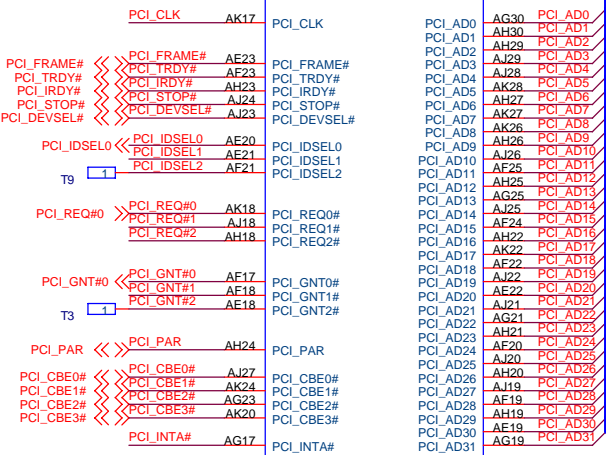 PCI_CLK AK17 PCI_CLK
PCI_FRAME# PCI_FRAME# AE23 PCI_FRAME#
PCI_TRDY# PCI_TRDY# AF23 PCI_TRDY#
PCI_IRDY# PCI_IRDY# AH23 PCI_IRDY#
PCI_STOP# PCI_STOP# AJ24 PCI_STOP#
PCI_DEVSEL# PCI_DEVSEL# AJ23 PCI_DEVSEL#
PCI_IDSEL0 PCI_IDSEL0 AE20 PCI_IDSEL0
PCI_IDSEL1 AE21 PCI_IDSEL1
T9 1 PCI_IDSEL2 AF21 PCI_IDSEL2
PCI_REQ#0 PCI_REQ#0 AK18 PCI_REQ0#
PCI_REQ#1 AJ18 PCI_REQ1#
PCI_REQ#2 AH18 PCI_REQ2#
PCI_GNT#0 PCI_GNT#0 AF17 PCI_GNT0#
PCI_GNT#1 AF18 PCI_GNT1#
T3 1 PCI_GNT#2 AE18 PCI_GNT2#
PCI_PAR PCI_PAR AH24 PCI_PAR
PCI_CBE0# PCI_CBE0# AJ27 PCI_CBE0#
PCI_CBE1# PCI_CBE1# AK24 PCI_CBE1#
PCI_CBE2# PCI_CBE2# AG23 PCI_CBE2#
PCI_CBE3# PCI_CBE3# AK20 PCI_CBE3#
PCI_INTA# AG17 PCI_INTA#
PCI_AD0 AG30 PCI_AD0
PCI_AD1 AH30 PCI_AD1
PCI_AD2 AH29 PCI_AD2
PCI_AD3 AJ29 PCI_AD3
PCI_AD4 AJ28 PCI_AD4
PCI_AD5 AK28 PCI_AD5
PCI_AD6 AH27 PCI_AD6
PCI_AD7 AK27 PCI_AD7
PCI_AD8 AK26 PCI_AD8
PCI_AD9 AH26 PCI_AD9
PCI_AD10 AJ26 PCI_AD10
PCI_AD11 AF25 PCI_AD11
PCI_AD12 AH25 PCI_AD12
PCI_AD13 AG25 PCI_AD13
PCI_AD14 AJ25 PCI_AD14
PCI_AD15 AF24 PCI_AD15
PCI_AD16 AH22 PCI_AD16
PCI_AD17 AK22 PCI_AD17
PCI_AD18 AF22 PCI_AD18
PCI_AD19 AJ22 PCI_AD19
PCI_AD20 AE22 PCI_AD20
PCI_AD21 AJ21 PCI_AD21
PCI_AD22 AG21 PCI_AD22
PCI_AD23 AH21 PCI_AD23
PCI_AD24 AF20 PCI_AD24
PCI_AD25 AJ20 PCI_AD25
PCI_AD26 AH20 PCI_AD26
PCI_AD27 AJ19 PCI_AD27
PCI_AD28 AF19 PCI_AD28
PCI_AD29 AH19 PCI_AD29
PCI_AD30 AE19 PCI_AD30
PCI_AD31 AG19 PCI_AD31